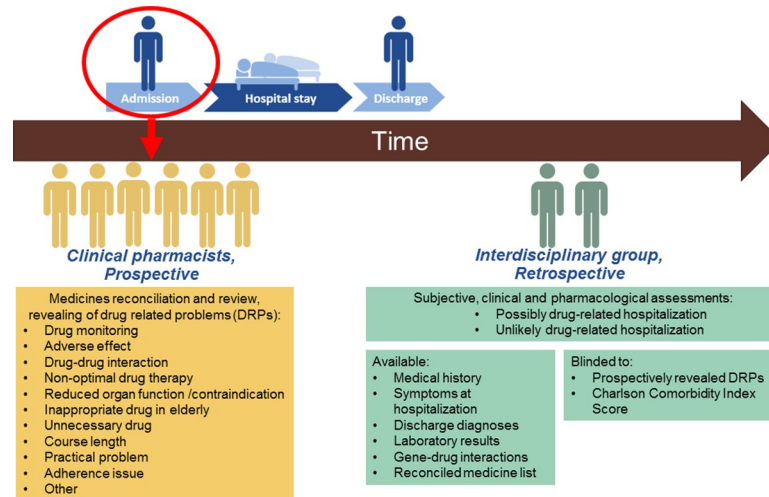 Admission
Hospital stay
Discharge
Time
Clinical pharmacists,
Prospective
Medicines reconciliation and review,
revealing of drug related problems (DRPs):
• Drug monitoring
• Adverse effect
• Drug-drug interaction
• Non-optimal drug therapy
• Reduced organ function /contraindication
• Inappropriate drug in elderly
• Unnecessary drug
• Course length
• Practical problem
• Adherence issue
• Other
Interdisciplinary group,
Retrospective
Subjective, clinical and pharmacological assessments:
• Possibly drug-related hospitalization
• Unlikely drug-related hospitalization
Available:
• Medical history
• Symptoms at
hospitalization
• Discharge diagnoses
• Laboratory results
• Gene-drug interactions
• Reconciled medicine list
Blinded to:
• Prospectively revealed DRPs
• Charlson Comorbidity Index
Score